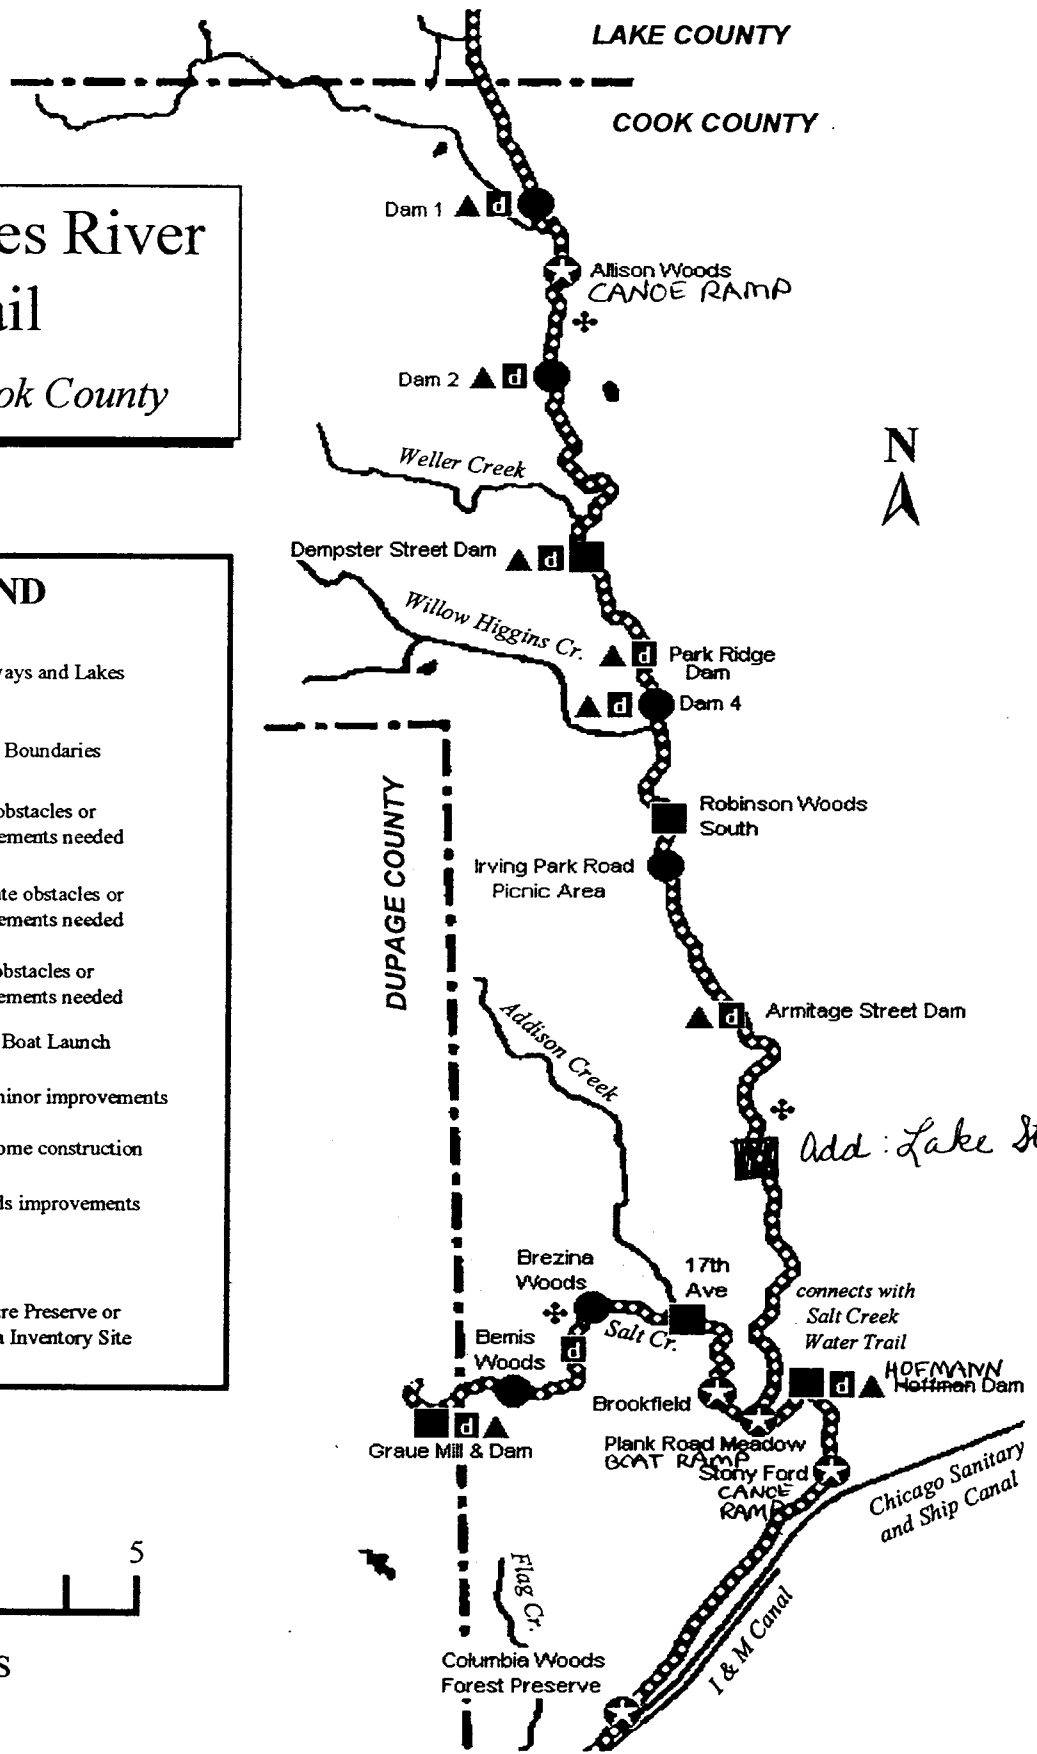 LAKE COUNTY
COOK COUNTY
es River
ail
ok County
Dam 1
d
Allison Woods
CANOE RAMP
Dam 2
d
Weller Creek
N
Dempster Street Dam
d
Willow Higgins Cr.
d
Park Ridge
Dam
d
Dam 4
ND
ways and Lakes
Boundaries
obstacles or
ements needed
te obstacles or
ements needed
obstacles or
ements needed
Boat Launch
minor improvements
ome construction
ds improvements
re Preserve or
a Inventory Site
DUPAGE COUNTY
Robinson Woods
South
Irving Park Road
Picnic Area
d
Armitage Street Dam
Addison Creek
Add: Lake St
Brezina
Woods
17th
Ave
connects with
Salt Creek
Water Trail
Salt Cr.
Bemis
Woods
d
HOFMANN
d
Hoffman Dam
Brookfield
d
Graue Mill & Dam
Plank Road Meadow
BOAT RAMP
Stony Ford
CANOE
RAMP
Chicago Sanitary
and Ship Canal
5
s
Flag Cr.
I & M Canal
Columbia Woods
Forest Preserve